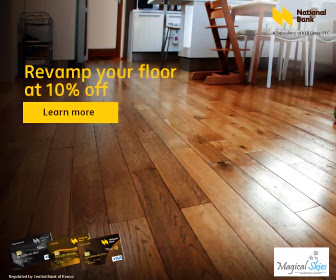 National
Bank
A Subsidiary of KCB Group PLC
Revamp your floor
at 10% off
Learn more
Regulated by Central Bank of Kenya
VISA
Magical Skies